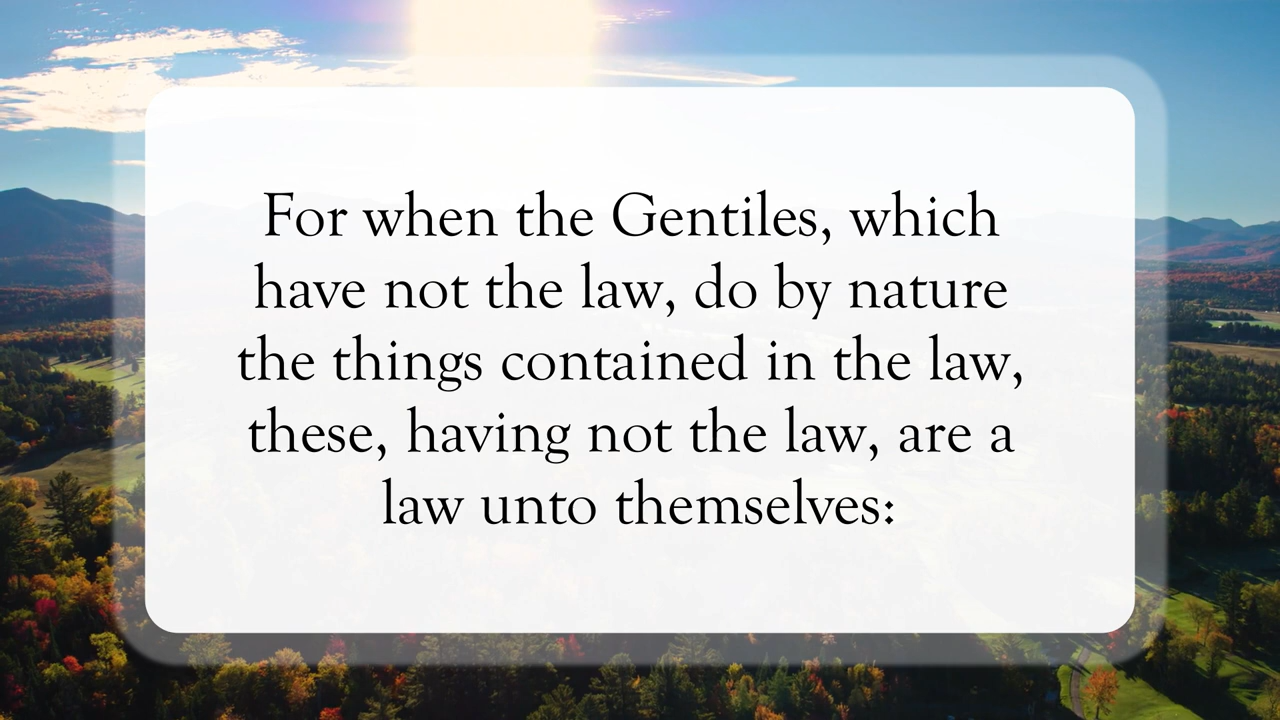 For when the Gentiles, which
have not the law, do by nature
the things contained in the law,
these, having not the law, are a
law unto themselves: